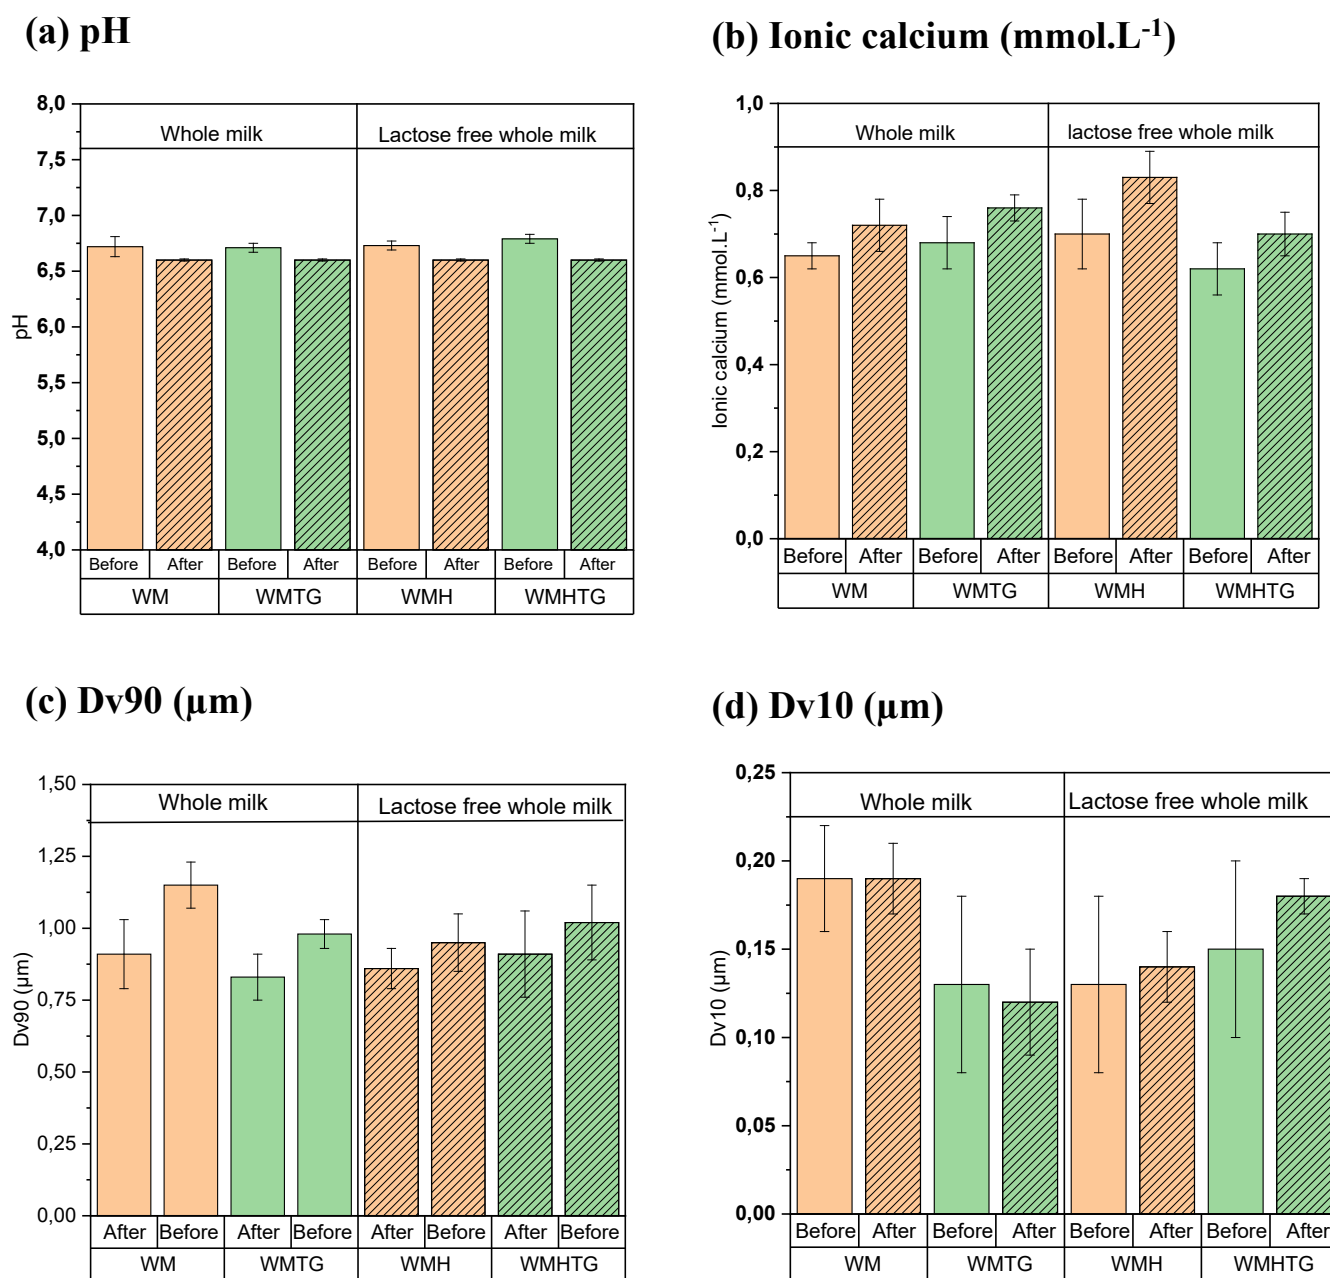 (a) pH
(b) Ionic calcium (mmol.L-1)
8,0
7,5
7,0
6,5
6,0
5,5
5,0
4,5
4,0
pH
Whole milk
Lactose free whole milk
Before After Before After Before After Before After
WM WMTG WMH WMHTG
1,0
0,8
0,6
0,4
0,2
0,0
Ionic calcium (mmol.L-1)
Whole milk
lactose free whole milk
Before After Before After Before After Before After
WM WMTG WMH WMHTG
(c) Dv90 (µm)
(d) Dv10 (µm)
1,50
1,25
1,00
0,75
0,50
0,25
0,00
Dv90 (µm)
Whole milk
Lactose free whole milk
After Before After Before After Before After Before
WM WMTG WMH WMHTG
0,25
0,20
0,15
0,10
0,05
0,00
Dv10 (µm)
Whole milk
Lactose free whole milk
Before After Before After Before After Before After
WM WMTG WMH WMHTG